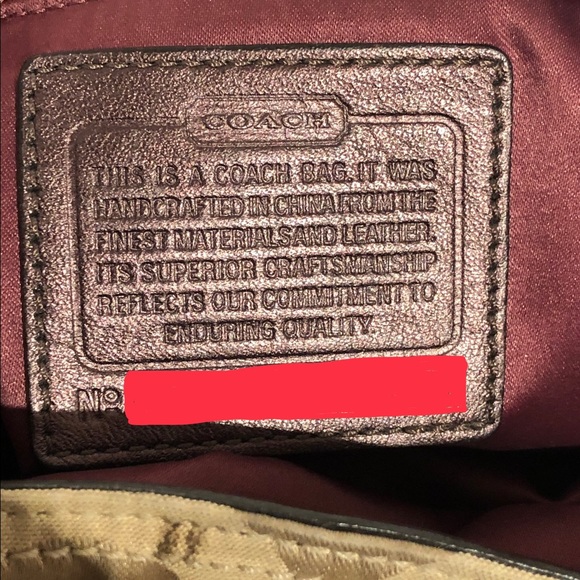 COACH
THIS IS A COACH BAG. IT WAS
HANDCRAFTED IN CHINA FROM THE
FINEST MATERIALS AND LEATHER.
ITS SUPERIOR CRAFTSMANSHIP
REFLECTS OUR COMMITMENT TO
ENDURING QUALITY.
Nº